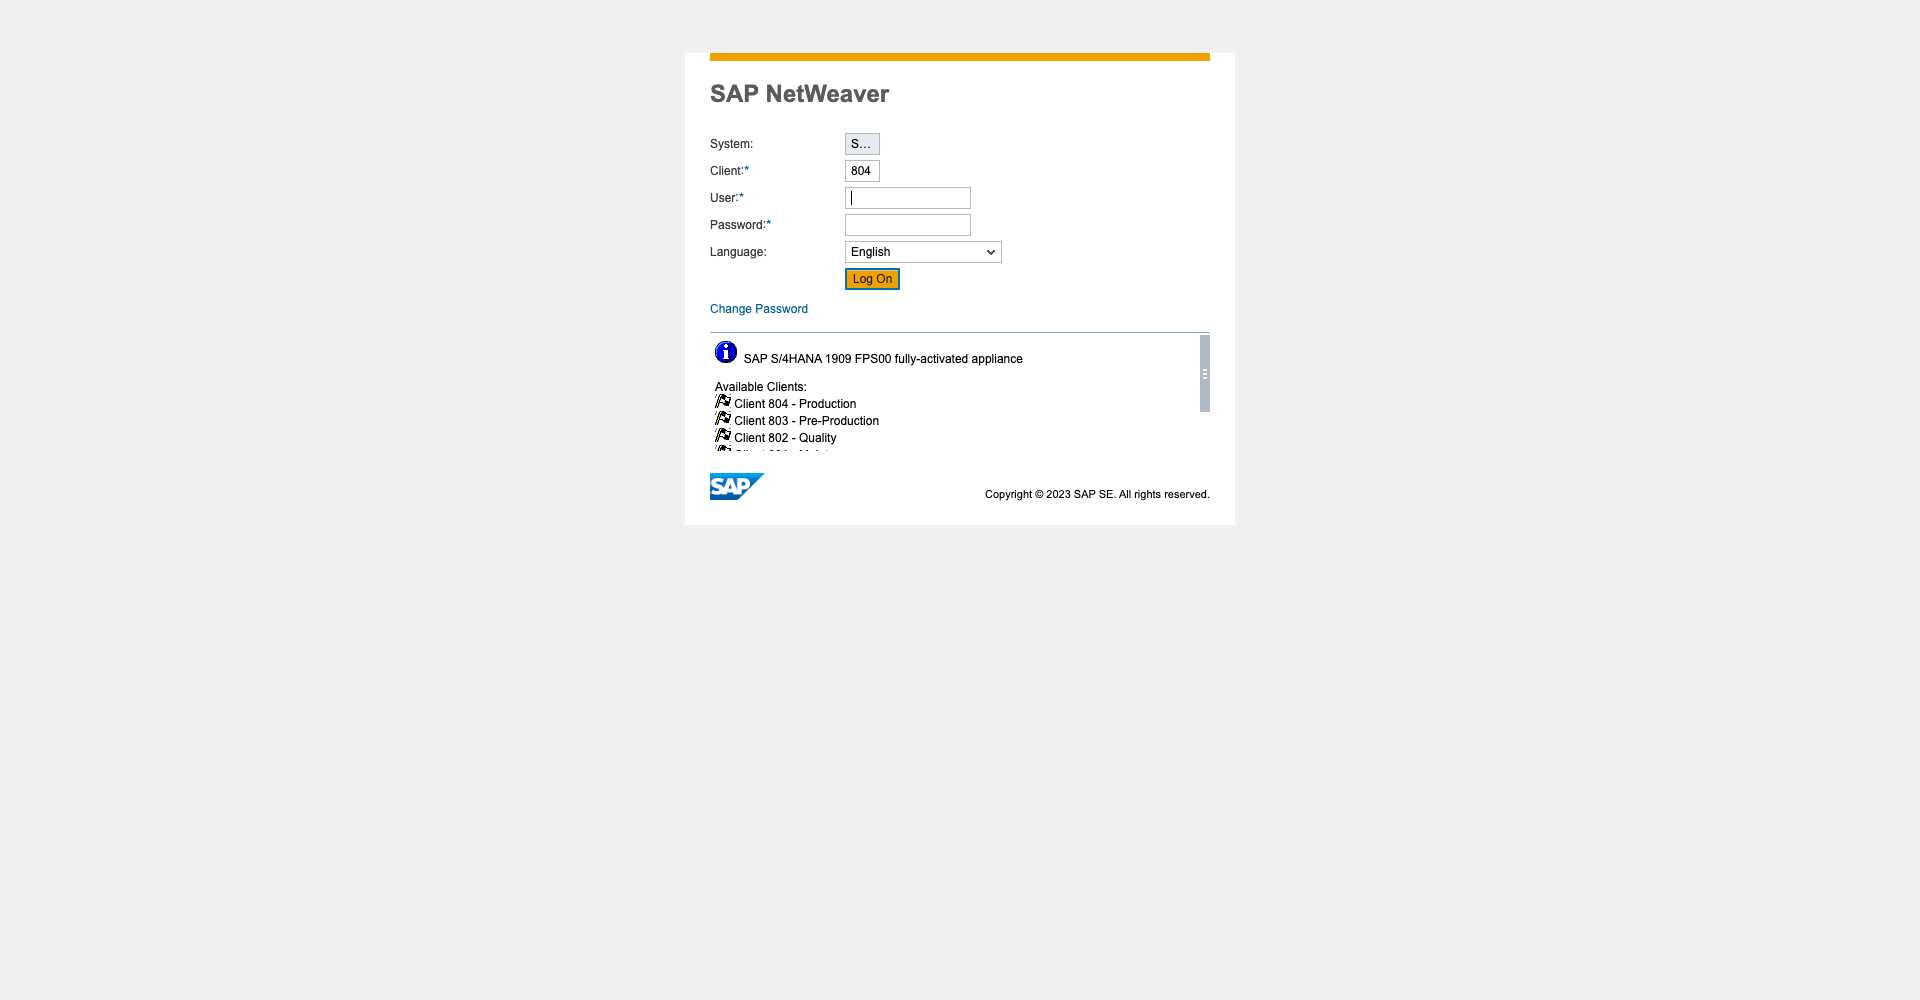 SAP NetWeaver
System: S...
Client:* 804
User:*
Password:*
Language: English
Log On
Change Password
SAP S/4HANA 1909 FPS00 fully-activated appliance
Available Clients:
Client 804 - Production
Client 803 - Pre-Production
Client 802 - Quality
SAP
Copyright © 2023 SAP SE. All rights reserved.